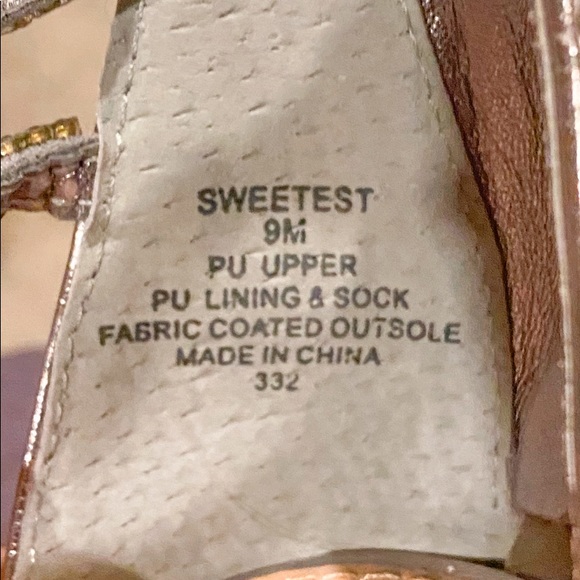 SWEETEST
9M
PU UPPER
PU LINING & SOCK
FABRIC COATED OUTSOLE
MADE IN CHINA
332